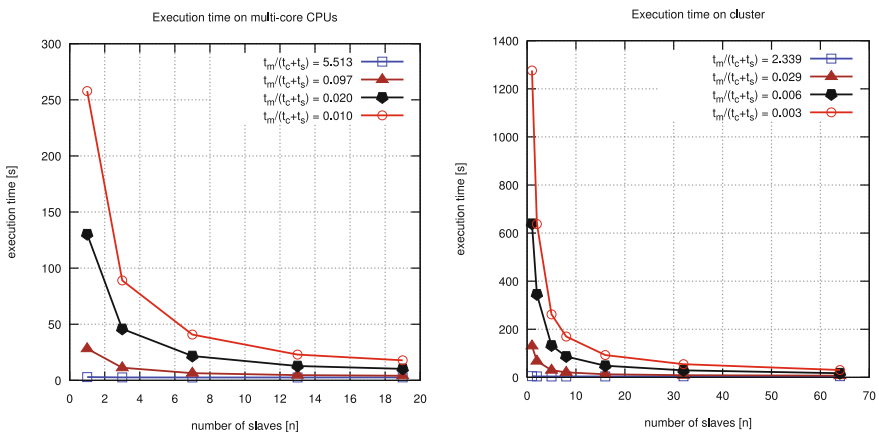 Execution time on multi-core CPUs
300
250
200
150
100
50
0
0 2 4 6 8 10 12 14 16 18 20
execution time [s]
number of slaves [n]
tm/(tc+ts) = 5.513
tm/(tc+ts) = 0.097
tm/(tc+ts) = 0.020
tm/(tc+ts) = 0.010
Execution time on cluster
1400
1200
1000
800
600
400
200
0
0 10 20 30 40 50 60 70
execution time [s]
number of slaves [n]
tm/(tc+ts) = 2.339
tm/(tc+ts) = 0.029
tm/(tc+ts) = 0.006
tm/(tc+ts) = 0.003